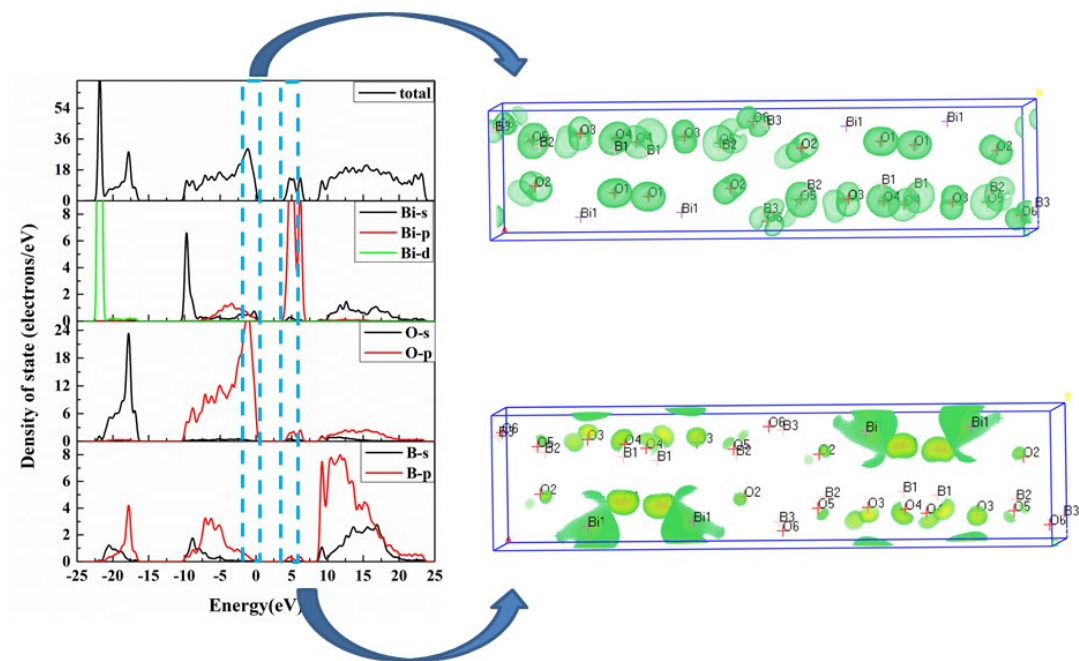 total
54
36
18
0
Bi-s
Bi-p
Bi-d
8
6
4
2
0
O-s
O-p
24
18
12
6
0
B-s
B-p
8
6
4
2
0
-25 -20 -15 -10 -5 0 5 10 15 20 25
Energy(eV)
Density of state (electrons/eV)
O5 B2 O3 O4 B1 O4 B1 O3 B2 B3 O2 Bi1 O1 O1 Bi1 O2 B3
O2 Bi1 O1 O1 Bi1 O2 B3 B2 O5 O3 B1 O4 B1 O3 B2 O5 O6 B3
O6 B3 O5 B2 O3 O4 B1 O4 B1 O3 O5 B2 O6 B3 O2 Bi Bi1 O2
O2 Bi1 Bi1 O2 B3 O6 B2 O5 O3 B1 O4 B1 O3 B2 O5 O6 B3